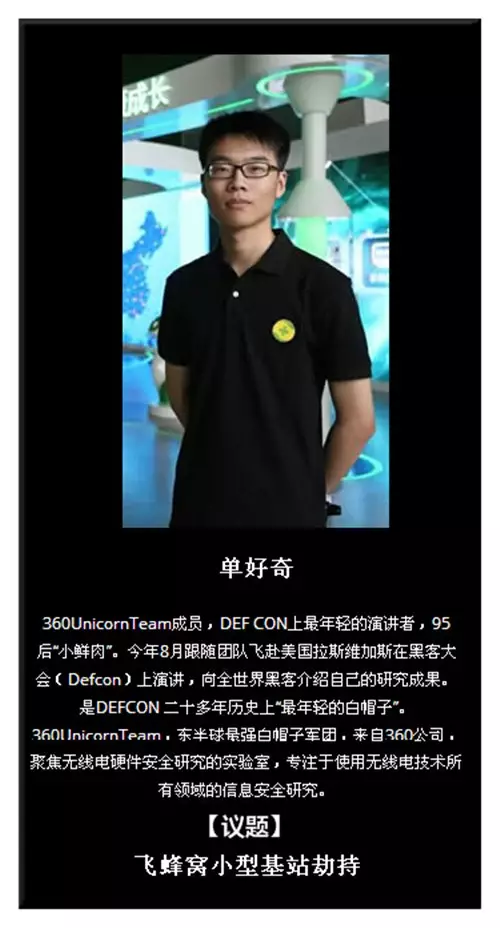 成长
单好奇
360UnicornTeam成员，DEF CON上最年轻的演讲者，95
后“小鲜肉”。今年8月跟随团队飞赴美国拉斯维加斯在黑客大
会（Defcon）上演讲，向全世界黑客介绍自己的研究成果。
是DEFCON 二十多年历史上“最年轻的白帽子”。
360UnicornTeam，东半球最强白帽子军团，来自360公司，
聚焦无线电硬件安全研究的实验室，专注于使用无线电技术所
有领域的信息安全研究。
【议题】
飞蜂窝小型基站劫持